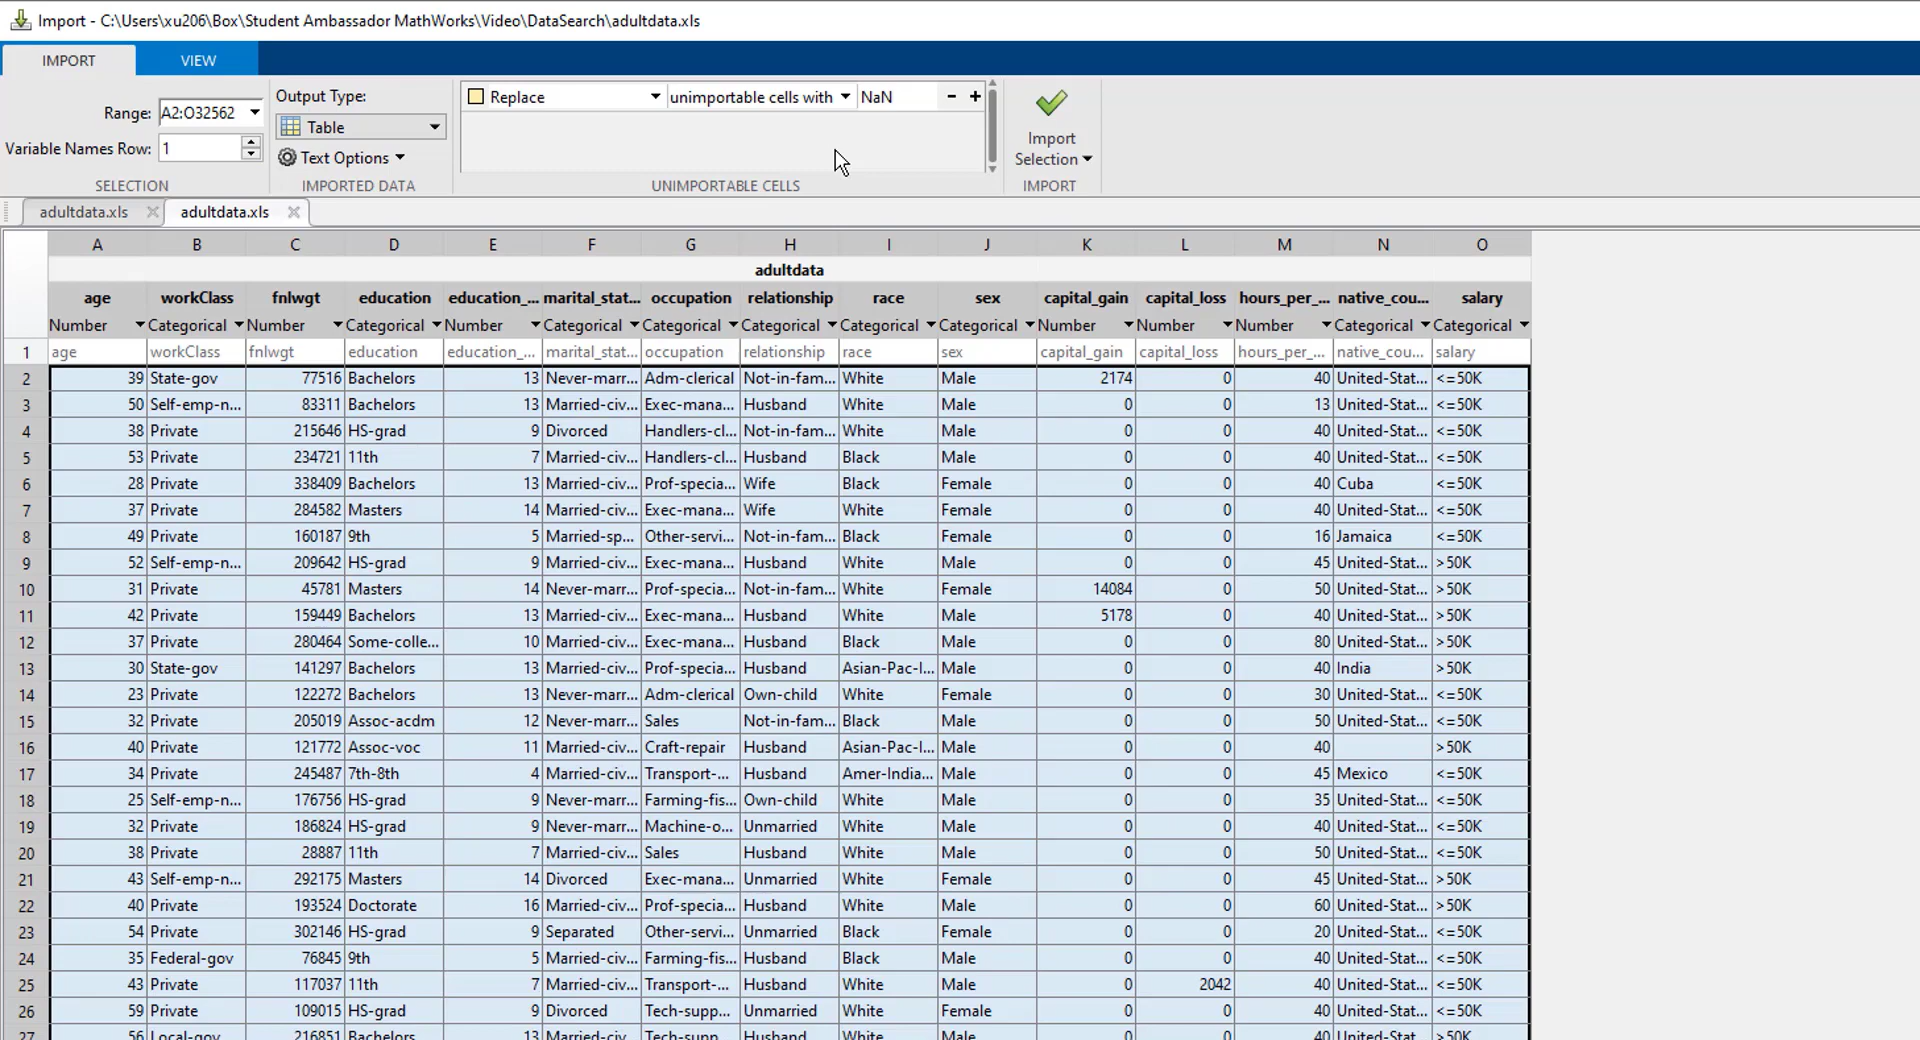 Import - C:\Users\xu206\Box\Student Ambassador MathWorks\Video\DataSearch\adultdata.xls
IMPORT VIEW
Range: A2:O32562
Variable Names Row: 1
SELECTION
Output Type:
Table
Text Options
IMPORTED DATA
Replace unimportable cells with NaN - +
UNIMPORTABLE CELLS
Import
Selection
IMPORT
adultdata.xls adultdata.xls
A B C D E F G H I J K L M N O
adultdata
age workClass fnlwgt education education_... marital_stat... occupation relationship race sex capital_gain capital_loss hours_per_... native_cou... salary
Number Categorical Number Categorical Number Categorical Categorical Categorical Categorical Categorical Number Number Number Categorical Categorical
1 age workClass fnlwgt education education_... marital_stat... occupation relationship race sex capital_gain capital_loss hours_per_... native_cou... salary
2 39 State-gov 77516 Bachelors 13 Never-marr... Adm-clerical Not-in-fam... White Male 2174 0 40 United-Stat... <=50K
3 50 Self-emp-n... 83311 Bachelors 13 Married-civ... Exec-mana... Husband White Male 0 0 13 United-Stat... <=50K
4 38 Private 215646 HS-grad 9 Divorced Handlers-cl... Not-in-fam... White Male 0 0 40 United-Stat... <=50K
5 53 Private 234721 11th 7 Married-civ... Handlers-cl... Husband Black Male 0 0 40 United-Stat... <=50K
6 28 Private 338409 Bachelors 13 Married-civ... Prof-specia... Wife Black Female 0 0 40 Cuba <=50K
7 37 Private 284582 Masters 14 Married-civ... Exec-mana... Wife White Female 0 0 40 United-Stat... <=50K
8 49 Private 160187 9th 5 Married-sp... Other-servi... Not-in-fam... Black Female 0 0 16 Jamaica <=50K
9 52 Self-emp-n... 209642 HS-grad 9 Married-civ... Exec-mana... Husband White Male 0 0 45 United-Stat... >50K
10 31 Private 45781 Masters 14 Never-marr... Prof-specia... Not-in-fam... White Female 14084 0 50 United-Stat... >50K
11 42 Private 159449 Bachelors 13 Married-civ... Exec-mana... Husband White Male 5178 0 40 United-Stat... >50K
12 37 Private 280464 Some-colle... 10 Married-civ... Exec-mana... Husband Black Male 0 0 80 United-Stat... >50K
13 30 State-gov 141297 Bachelors 13 Married-civ... Prof-specia... Husband Asian-Pac-I... Male 0 0 40 India >50K
14 23 Private 122272 Bachelors 13 Never-marr... Adm-clerical Own-child White Female 0 0 30 United-Stat... <=50K
15 32 Private 205019 Assoc-acdm 12 Never-marr... Sales Not-in-fam... Black Male 0 0 50 United-Stat... <=50K
16 40 Private 121772 Assoc-voc 11 Married-civ... Craft-repair Husband Asian-Pac-I... Male 0 0 40 >50K
17 34 Private 245487 7th-8th 4 Married-civ... Transport-... Husband Amer-India... Male 0 0 45 Mexico <=50K
18 25 Self-emp-n... 176756 HS-grad 9 Never-marr... Farming-fis... Own-child White Male 0 0 35 United-Stat... <=50K
19 32 Private 186824 HS-grad 9 Never-marr... Machine-o... Unmarried White Male 0 0 40 United-Stat... <=50K
20 38 Private 28887 11th 7 Married-civ... Sales Husband White Male 0 0 50 United-Stat... <=50K
21 43 Self-emp-n... 292175 Masters 14 Divorced Exec-mana... Unmarried White Female 0 0 45 United-Stat... >50K
22 40 Private 193524 Doctorate 16 Married-civ... Prof-specia... Husband White Male 0 0 60 United-Stat... >50K
23 54 Private 302146 HS-grad 9 Separated Other-servi... Unmarried Black Female 0 0 20 United-Stat... <=50K
24 35 Federal-gov 76845 9th 5 Married-civ... Farming-fis... Husband Black Male 0 0 40 United-Stat... <=50K
25 43 Private 117037 11th 7 Married-civ... Transport-... Husband White Male 0 2042 40 United-Stat... <=50K
26 59 Private 109015 HS-grad 9 Divorced Tech-supp... Unmarried White Female 0 0 40 United-Stat... <=50K
27 56 Local-gov 216851 Bachelors 13 Married-civ... Tech-supp... Husband White Male 0 0 40 United-Stat... >50K